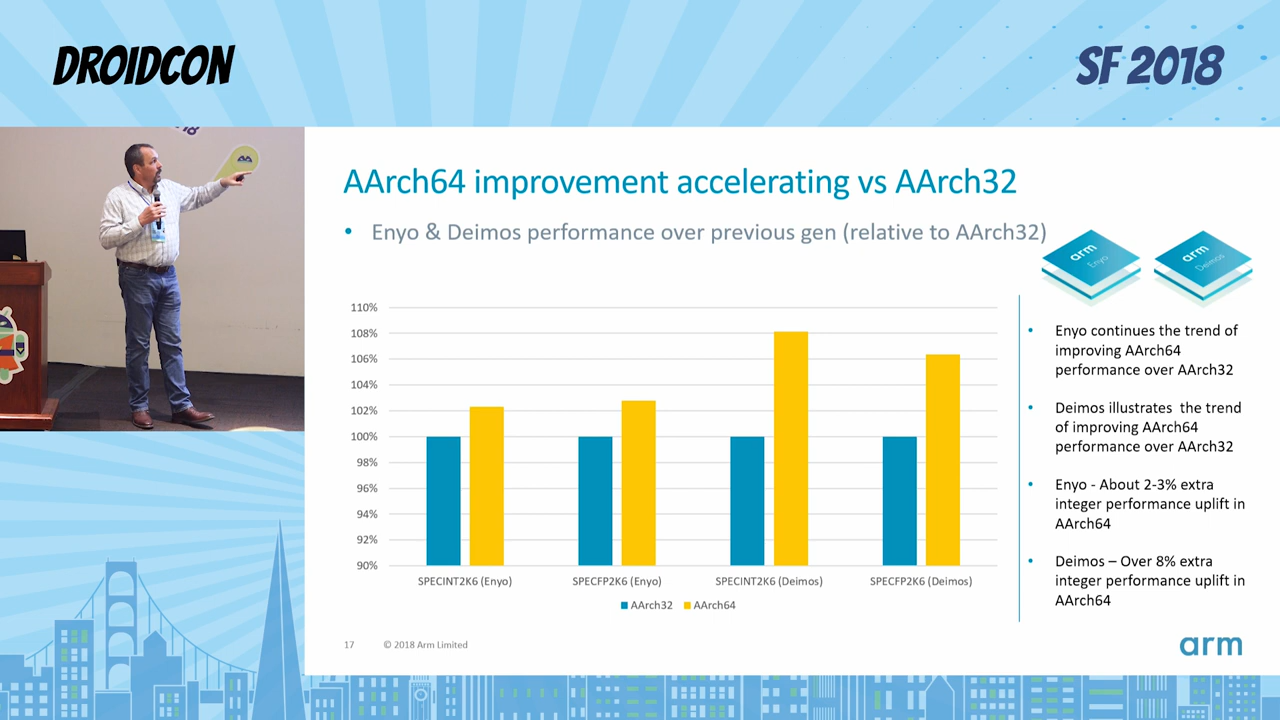 DROIDCON
SF 2018
AArch64 improvement accelerating vs AArch32
• Enyo & Deimos performance over previous gen (relative to AArch32)
arm
Enyo
arm
Deimos
110%
108%
106%
104%
102%
100%
98%
96%
94%
92%
90%
SPECINT2K6 (Enyo)
SPECFP2K6 (Enyo)
SPECINT2K6 (Deimos)
SPECFP2K6 (Deimos)
AArch32
AArch64
• Enyo continues the trend of
improving AArch64
performance over AArch32
• Deimos illustrates the trend
of improving AArch64
performance over AArch32
• Enyo - About 2-3% extra
integer performance uplift in
AArch64
• Deimos – Over 8% extra
integer performance uplift in
AArch64
17
© 2018 Arm Limited
arm